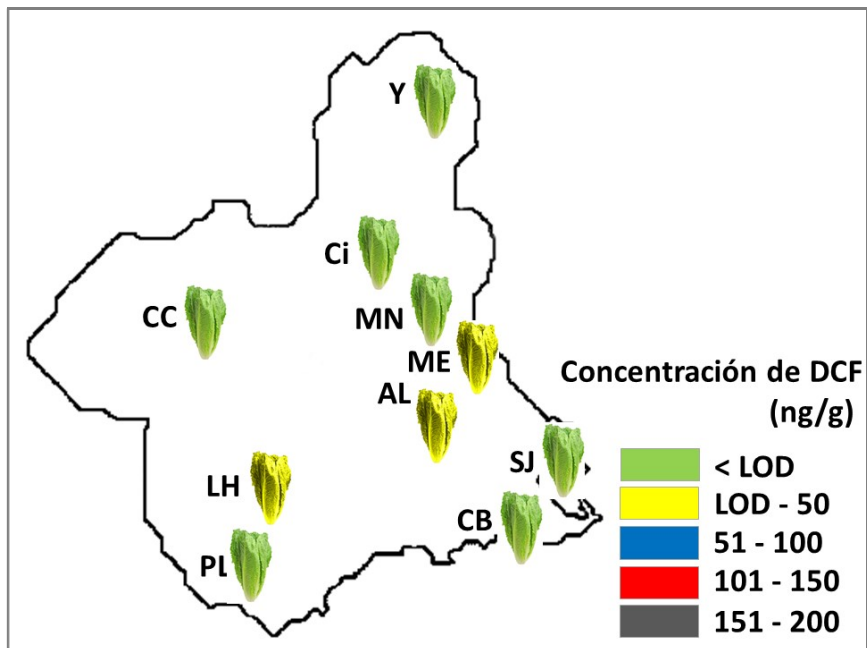 Y
Ci
CC
MN
ME
AL
Concentración de DCF
(ng/g)
SJ
< LOD
LH
LOD - 50
CB
51 - 100
PL
101 - 150
151 - 200